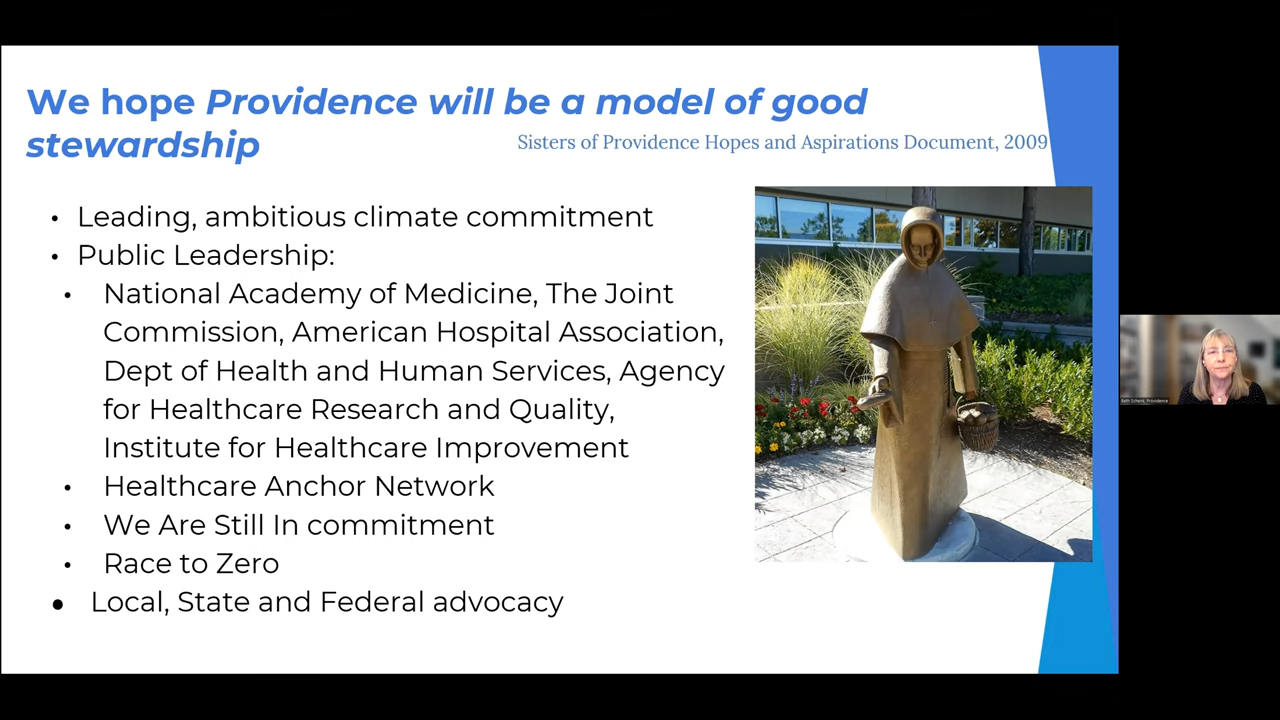 We hope Providence will be a model of good
stewardship
Sisters of Providence Hopes and Aspirations Document, 2009
• Leading, ambitious climate commitment
• Public Leadership:
• National Academy of Medicine, The Joint
Commission, American Hospital Association,
Dept of Health and Human Services, Agency
for Healthcare Research and Quality,
Institute for Healthcare Improvement
• Healthcare Anchor Network
• We Are Still In commitment
• Race to Zero
• Local, State and Federal advocacy
Beth Schenk, Providence